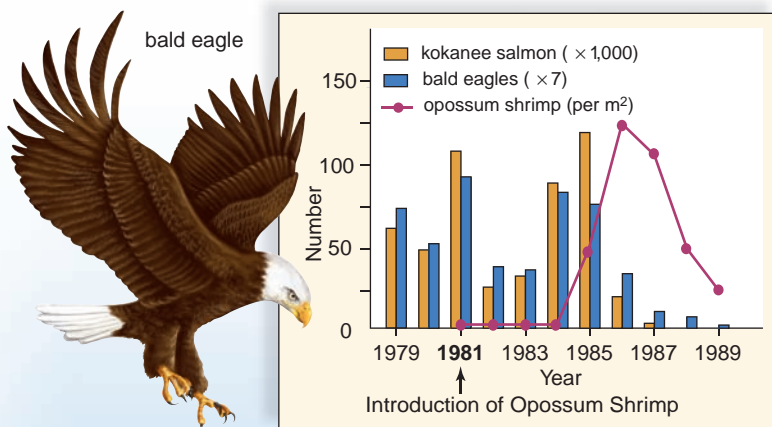 bald eagle
kokanee salmon ( ×1,000)
bald eagles ( ×7)
opossum shrimp (per m²)
150
100
50
0
Number
1979 1981 1983 1985 1987 1989
Year
Introduction of Opossum Shrimp